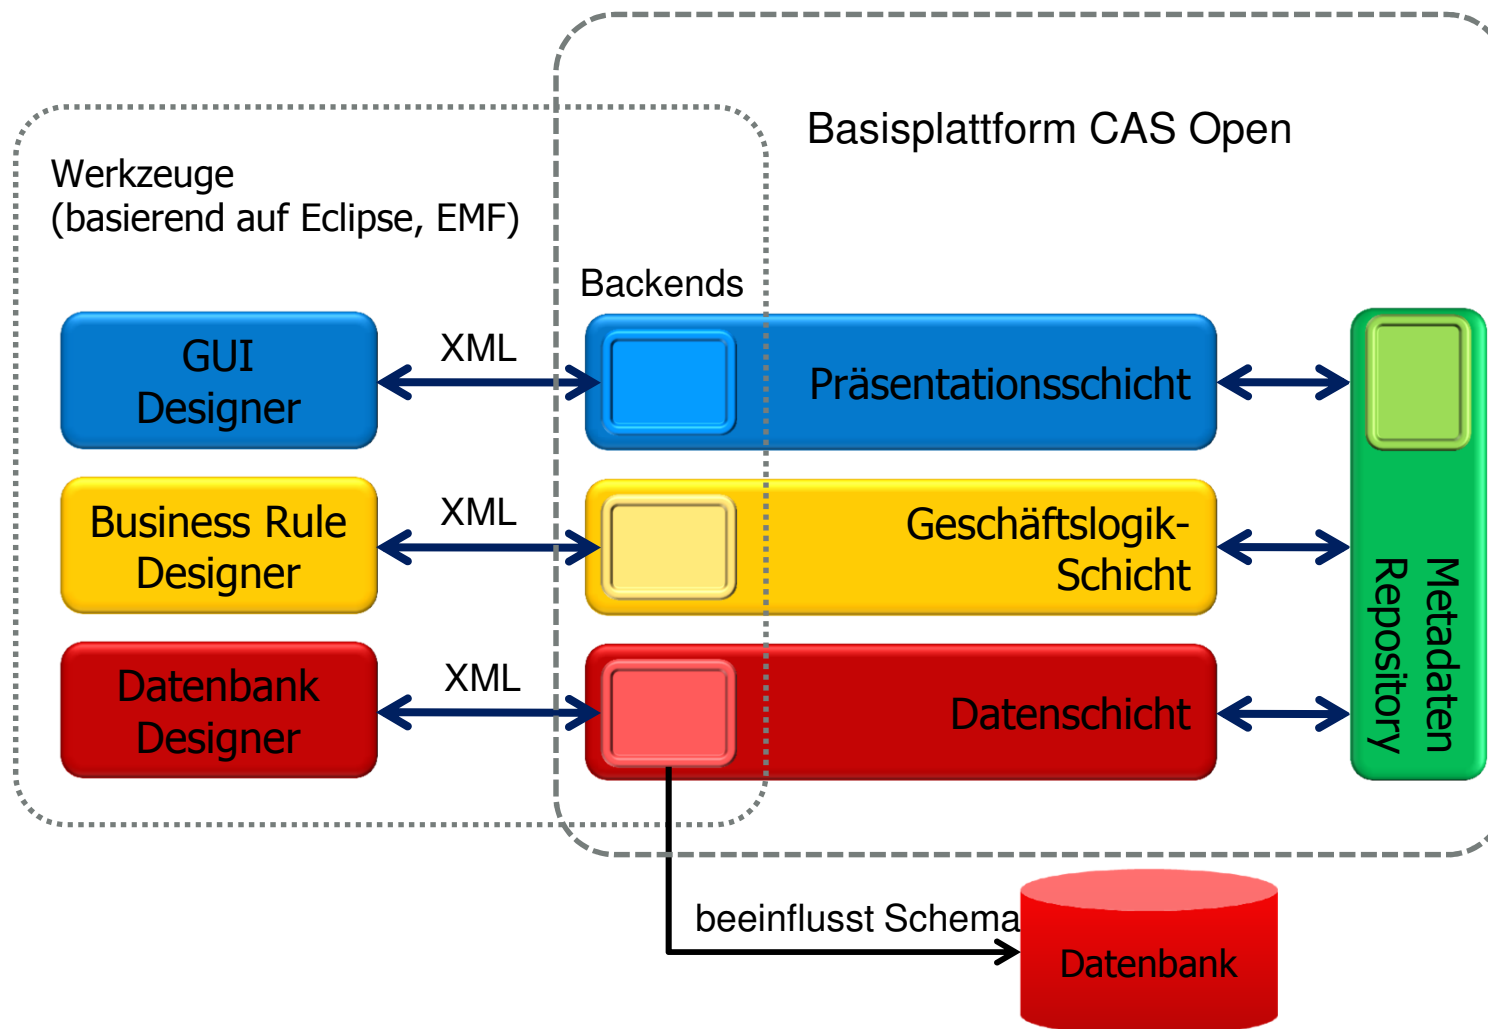 Basisplattform CAS Open
Werkzeuge
(basierend auf Eclipse, EMF)
Backends
GUI
Designer
XML
Präsentationsschicht
Business Rule
Designer
XML
Geschäftslogik-
Schicht
Datenbank
Designer
XML
Datenschicht
Metadaten
Repository
beeinflusst Schema
Datenbank